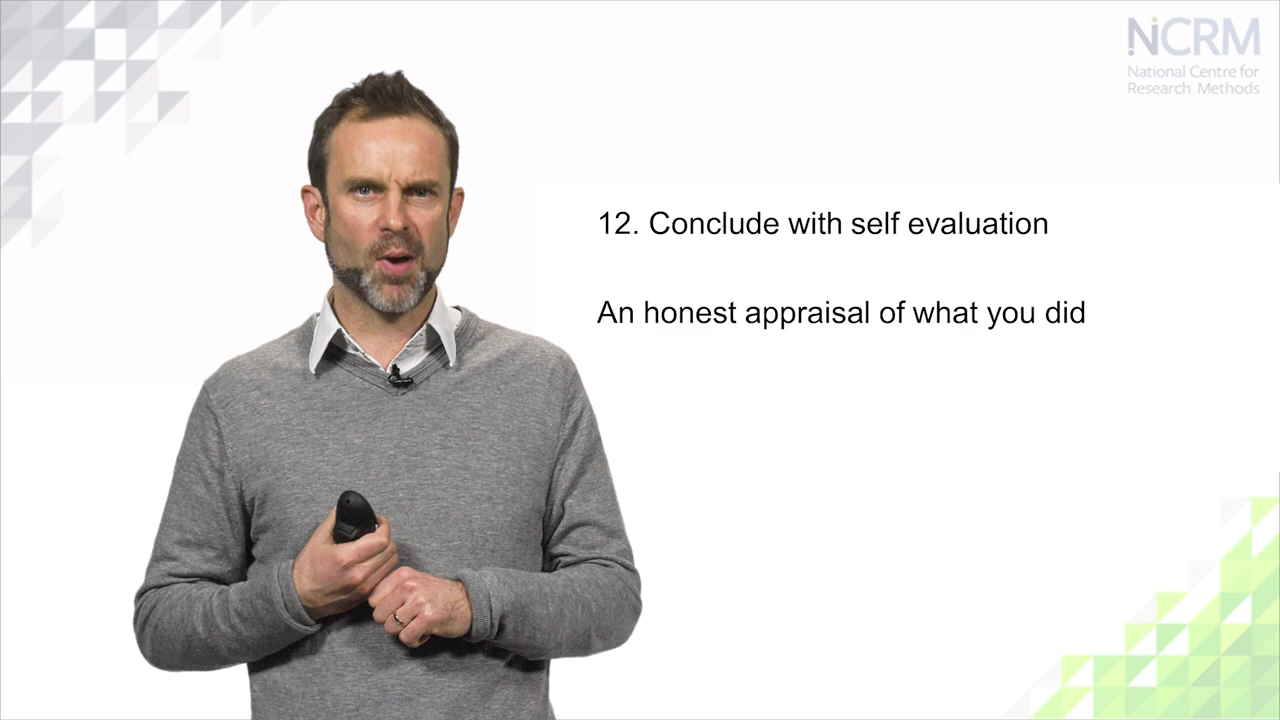 NCRM
National Centre for
Research Methods
12. Conclude with self evaluation
An honest appraisal of what you did